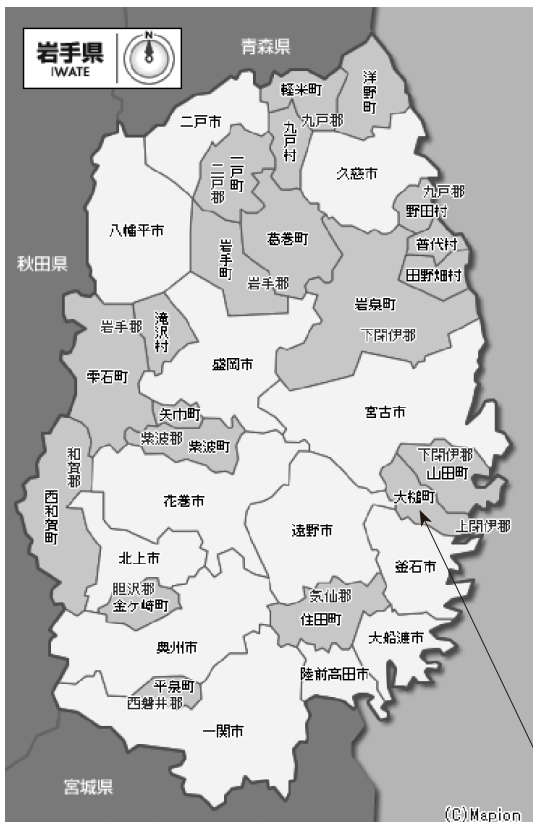 岩手県
IWATE
N
青森県
軽米町
洋野町
二戸市
九戸郡
九戸村
一戸町
二戸郡
久慈市
九戸郡
野田村
八幡平市
葛巻町
普代村
岩手町
秋田県
田野畑村
岩手郡
岩泉町
岩手郡
滝沢村
下閉伊郡
盛岡市
雫石町
矢巾町
宮古市
紫波郡
紫波町
和賀郡
下閉伊郡
山田町
西和賀町
花巻市
大槌町
遠野市
上閉伊郡
北上市
釜石市
胆沢郡
金ヶ崎町
気仙郡
住田町
奥州市
大船渡市
陸前高田市
平泉町
西磐井郡
一関市
宮城県
(C)Mapion